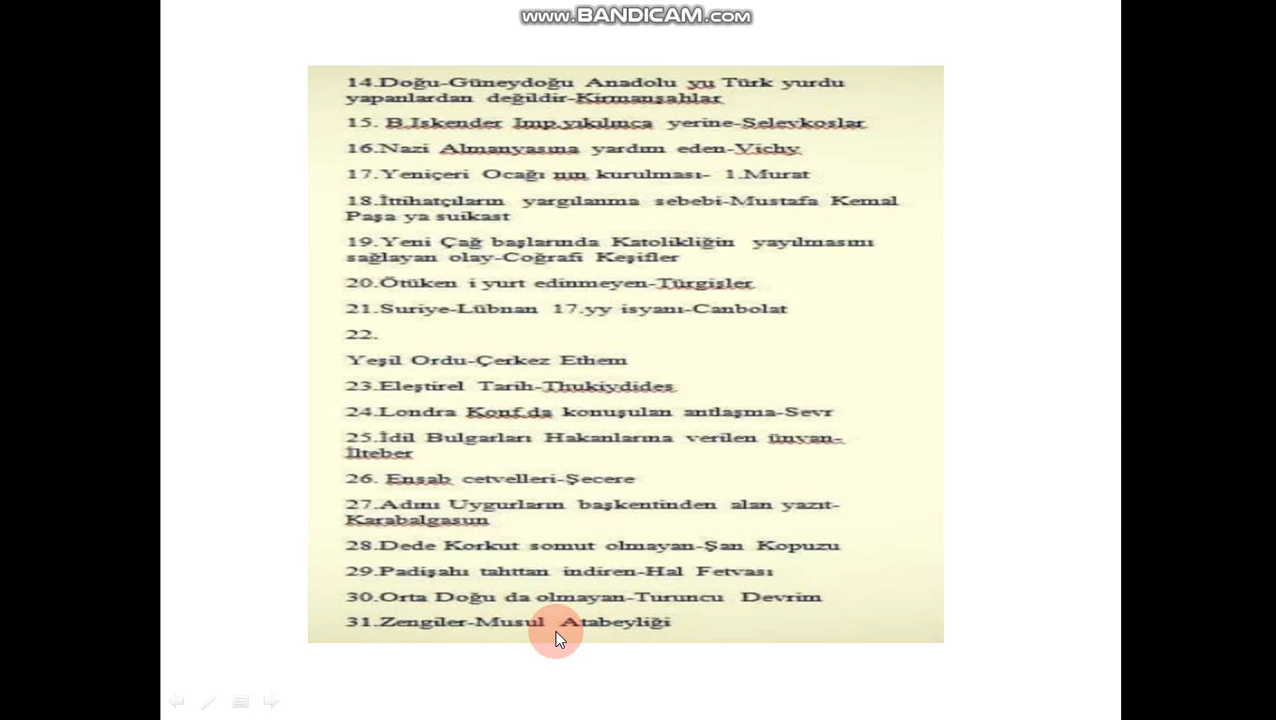 www.BANDICAM.com
14.Doğu-Güneydoğu Anadolu yu Türk yurdu
yapanlardan değildir-Kirmanşahlar
15. B.Iskender Imp.yıkılınca yerine-Selevkoslar
16.Nazi Almanyasına yardım eden-Vichy
17.Yeniçeri Ocağı nın kurulması- 1.Murat
18.İttihatçıların yargılanma sebebi-Mustafa Kemal
Paşa ya suikast
19.Yeni Çağ başlarında Katolikliğin yayılmasını
sağlayan olay-Coğrafi Keşifler
20.Ötüken i yurt edinmeyen-Türgişler
21.Suriye-Lübnan 17.yy isyanı-Canbolat
22.
Yeşil Ordu-Çerkez Ethem
23.Eleştirel Tarih-Thukiydides
24.Londra Konf.da konuşulan antlaşma-Sevr
25.İdil Bulgarları Hakanlarına verilen ünvan-
İlteber
26. Ensab cetvelleri-Şecere
27.Adını Uygurların başkentinden alan yazıt-
Karabalgasun
28.Dede Korkut somut olmayan-Şan Kopuzu
29.Padişahı tahttan indiren-Hal Fetvası
30.Orta Doğu da olmayan-Turuncu Devrim
31.Zengiler-Musul Atabeyliği